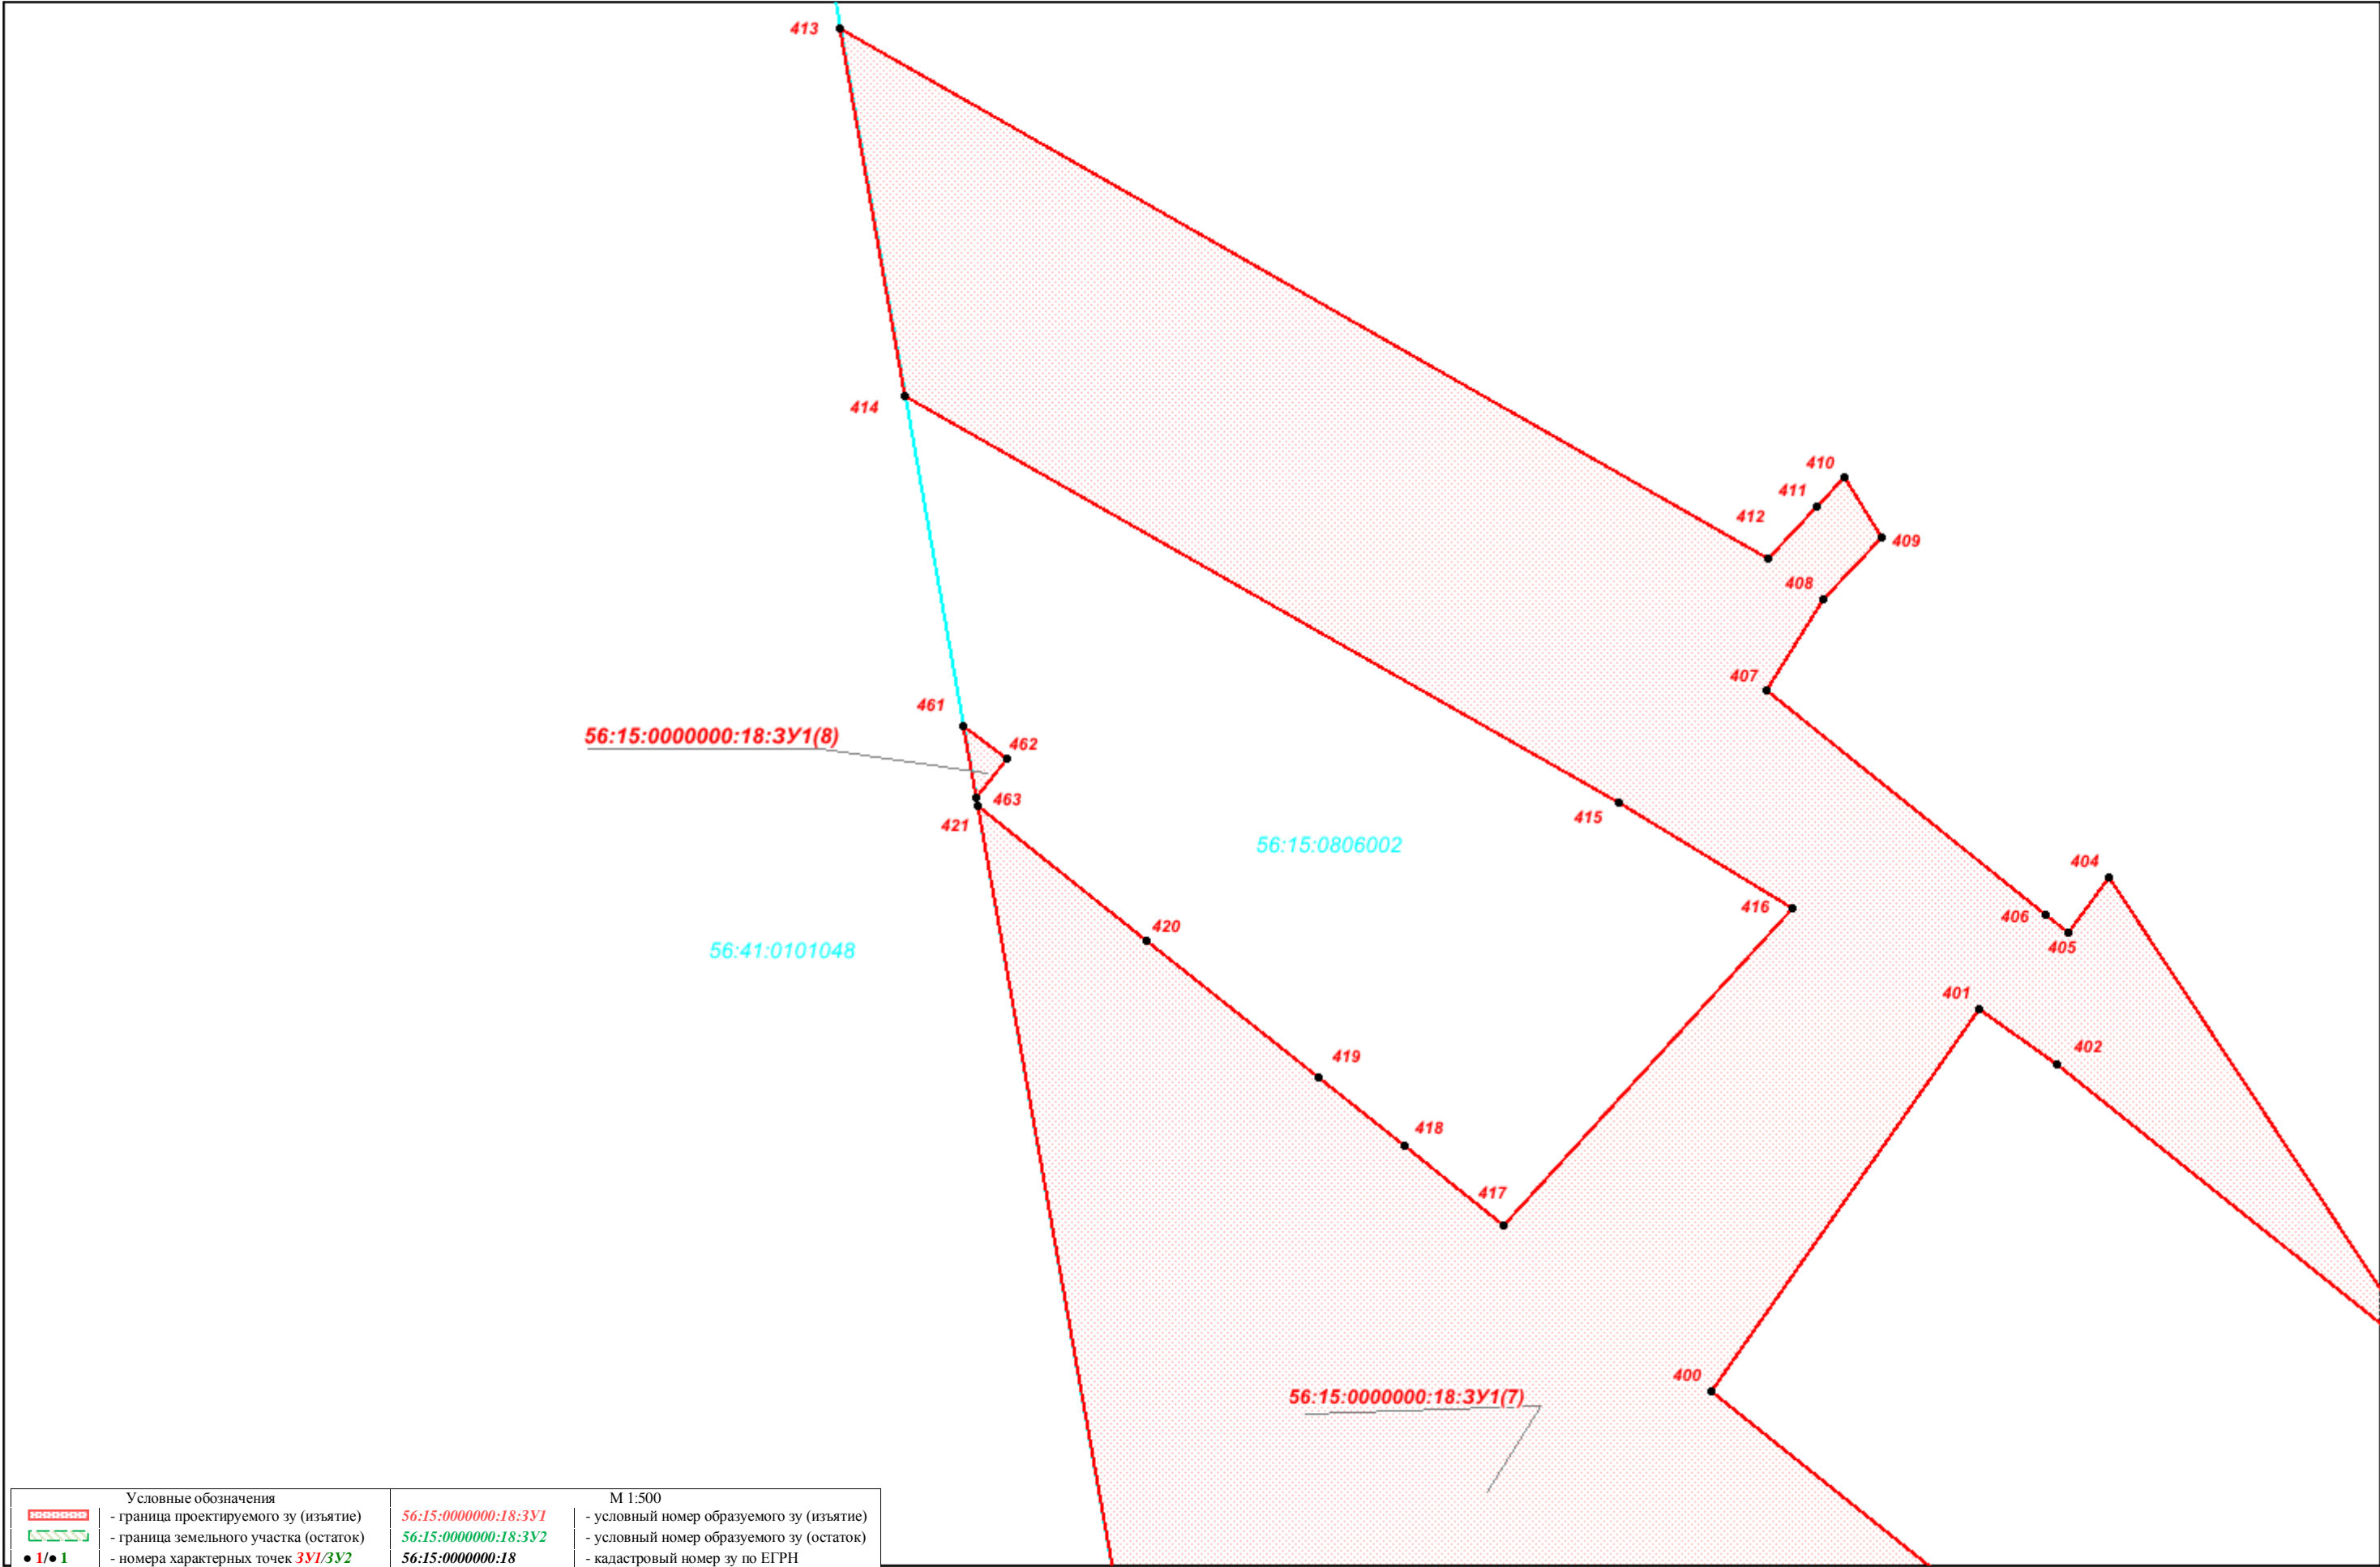 413
414
410
411
412
409
408
407
461
56:15:0000000:18:ЗУ1(8)
462
463
421
415
56:15:0806002
404
416
406
420
405
56:41:0101048
401
402
419
418
417
400
56:15:0000000:18:ЗУ1(7)
Условные обозначения
М 1:500
- граница проектируемого зу (изъятие)
56:15:0000000:18:ЗУ1
- условный номер образуемого зу (изъятие)
- граница земельного участка (остаток)
56:15:0000000:18:ЗУ2
- условный номер образуемого зу (остаток)
● 1/● 1
- номера характерных точек ЗУ1/ЗУ2
56:15:0000000:18
- кадастровый номер зу по ЕГРН